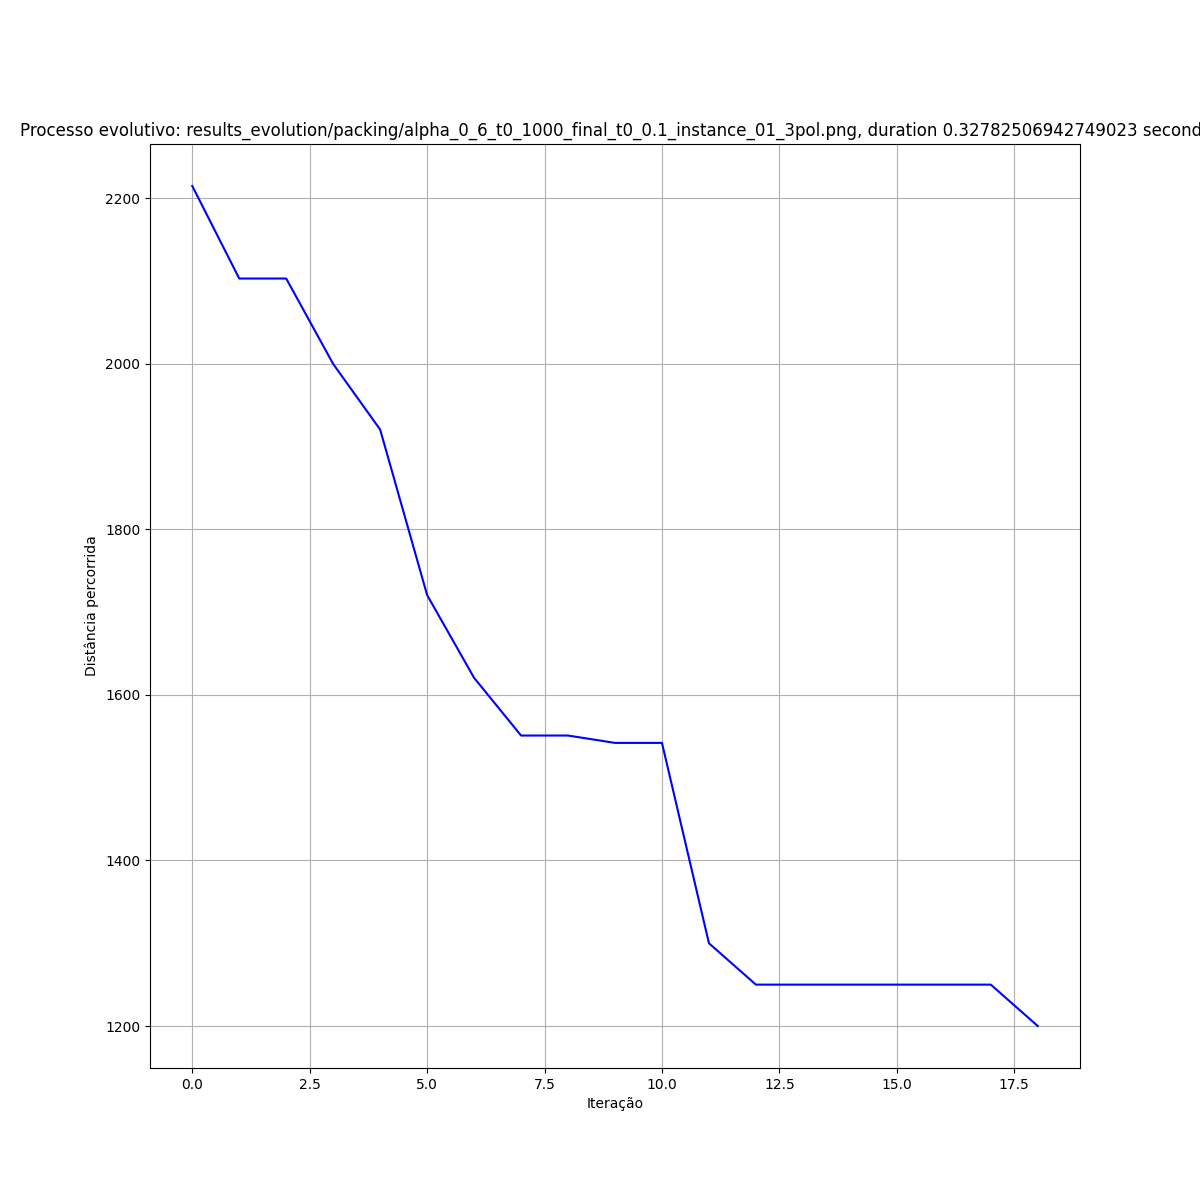 Processo evolutivo: results_evolution/packing/alpha_0_6_t0_1000_final_t0_0.1_instance_01_3pol.png, duration 0.32782506942749023 second
2200
2000
1800
1600
1400
1200
Distância percorrida
0.0 2.5 5.0 7.5 10.0 12.5 15.0 17.5
Iteração